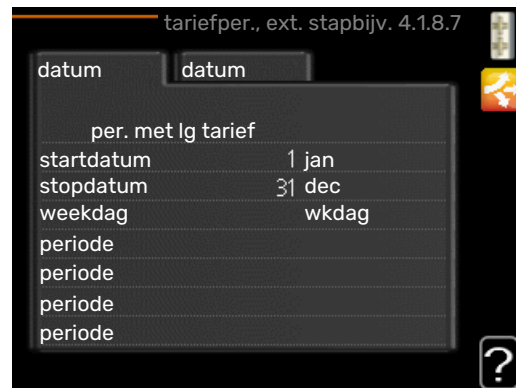 tariefper., ext. stapbijv. 4.1.8.7
datum datum
per. met lg tarief
startdatum 1 jan
stopdatum 31 dec
weekdag wkdag
periode
periode
periode
periode
?